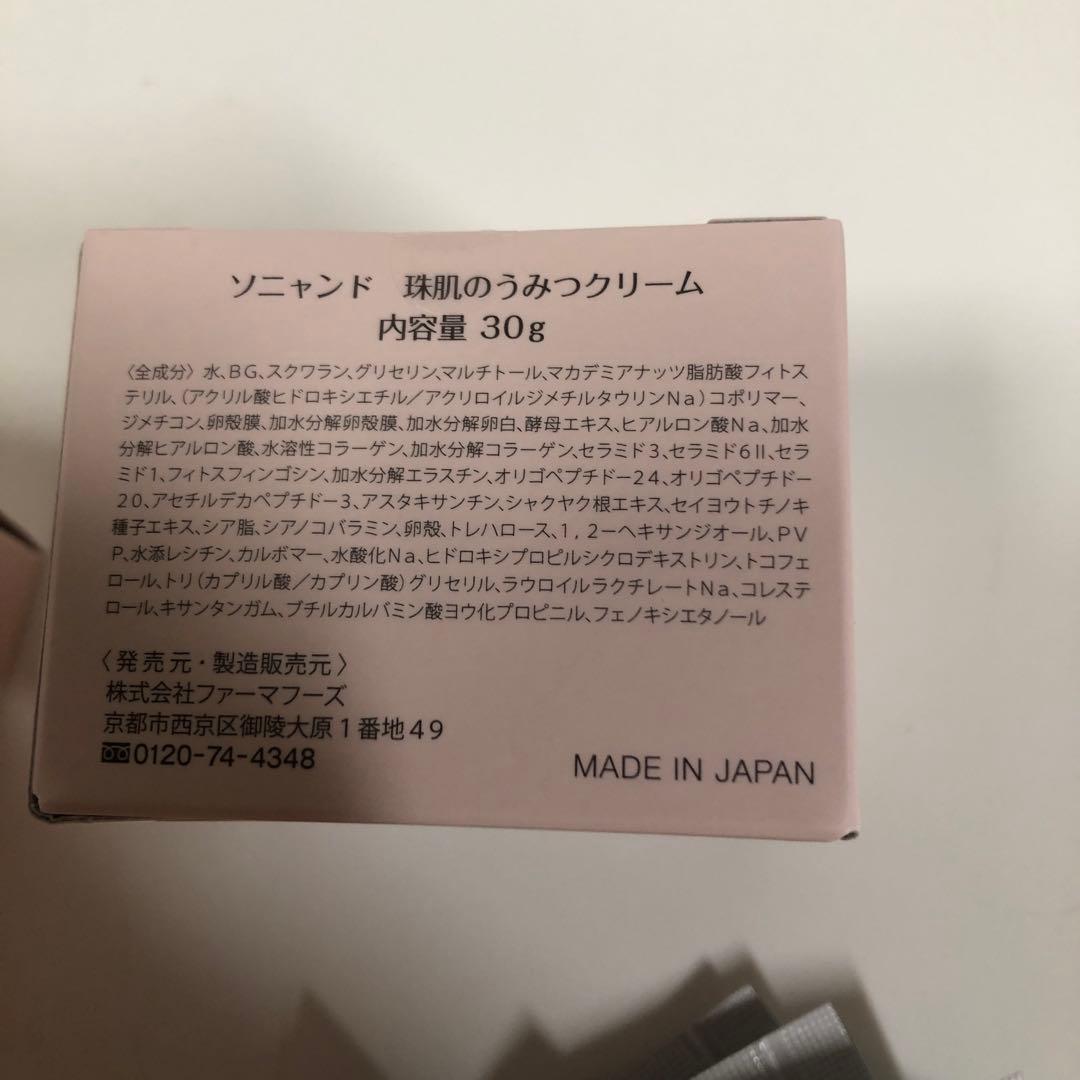 ソニャンド　珠肌のうみつクリーム
内容量 30g
〈全成分〉水、BG、スクワラン、グリセリン、マルチトール、マカデミアナッツ脂肪酸フィトス
テリル、（アクリル酸ヒドロキシエチル／アクリロイルジメチルタウリンNa）コポリマー、
ジメチコン、卵殻膜、加水分解卵殻膜、加水分解卵白、酵母エキス、ヒアルロン酸Na、加水
分解ヒアルロン酸、水溶性コラーゲン、加水分解コラーゲン、セラミド3、セラミド6Ⅱ、セラ
ミド1、フィトスフィンゴシン、加水分解エラスチン、オリゴペプチドー24、オリゴペプチドー
20、アセチルデカペプチドー3、アスタキサンチン、シャクヤク根エキス、セイヨウトチノキ
種子エキス、シア脂、シアノコバラミン、卵殻、トレハロース、1，2ーヘキサンジオール、PV
P、水添レシチン、カルボマー、水酸化Na、ヒドロキシプロピルシクロデキストリン、トコフェ
ロール、トリ（カプリル酸／カプリン酸）グリセリル、ラウロイルラクチレートNa、コレステ
ロール、キサンタンガム、ブチルカルバミン酸ヨウ化プロピニル、フェノキシエタノール
〈発売元・製造販売元〉
株式会社ファーマフーズ
京都市西京区御陵大原1番地49
0120-74-4348
MADE IN JAPAN